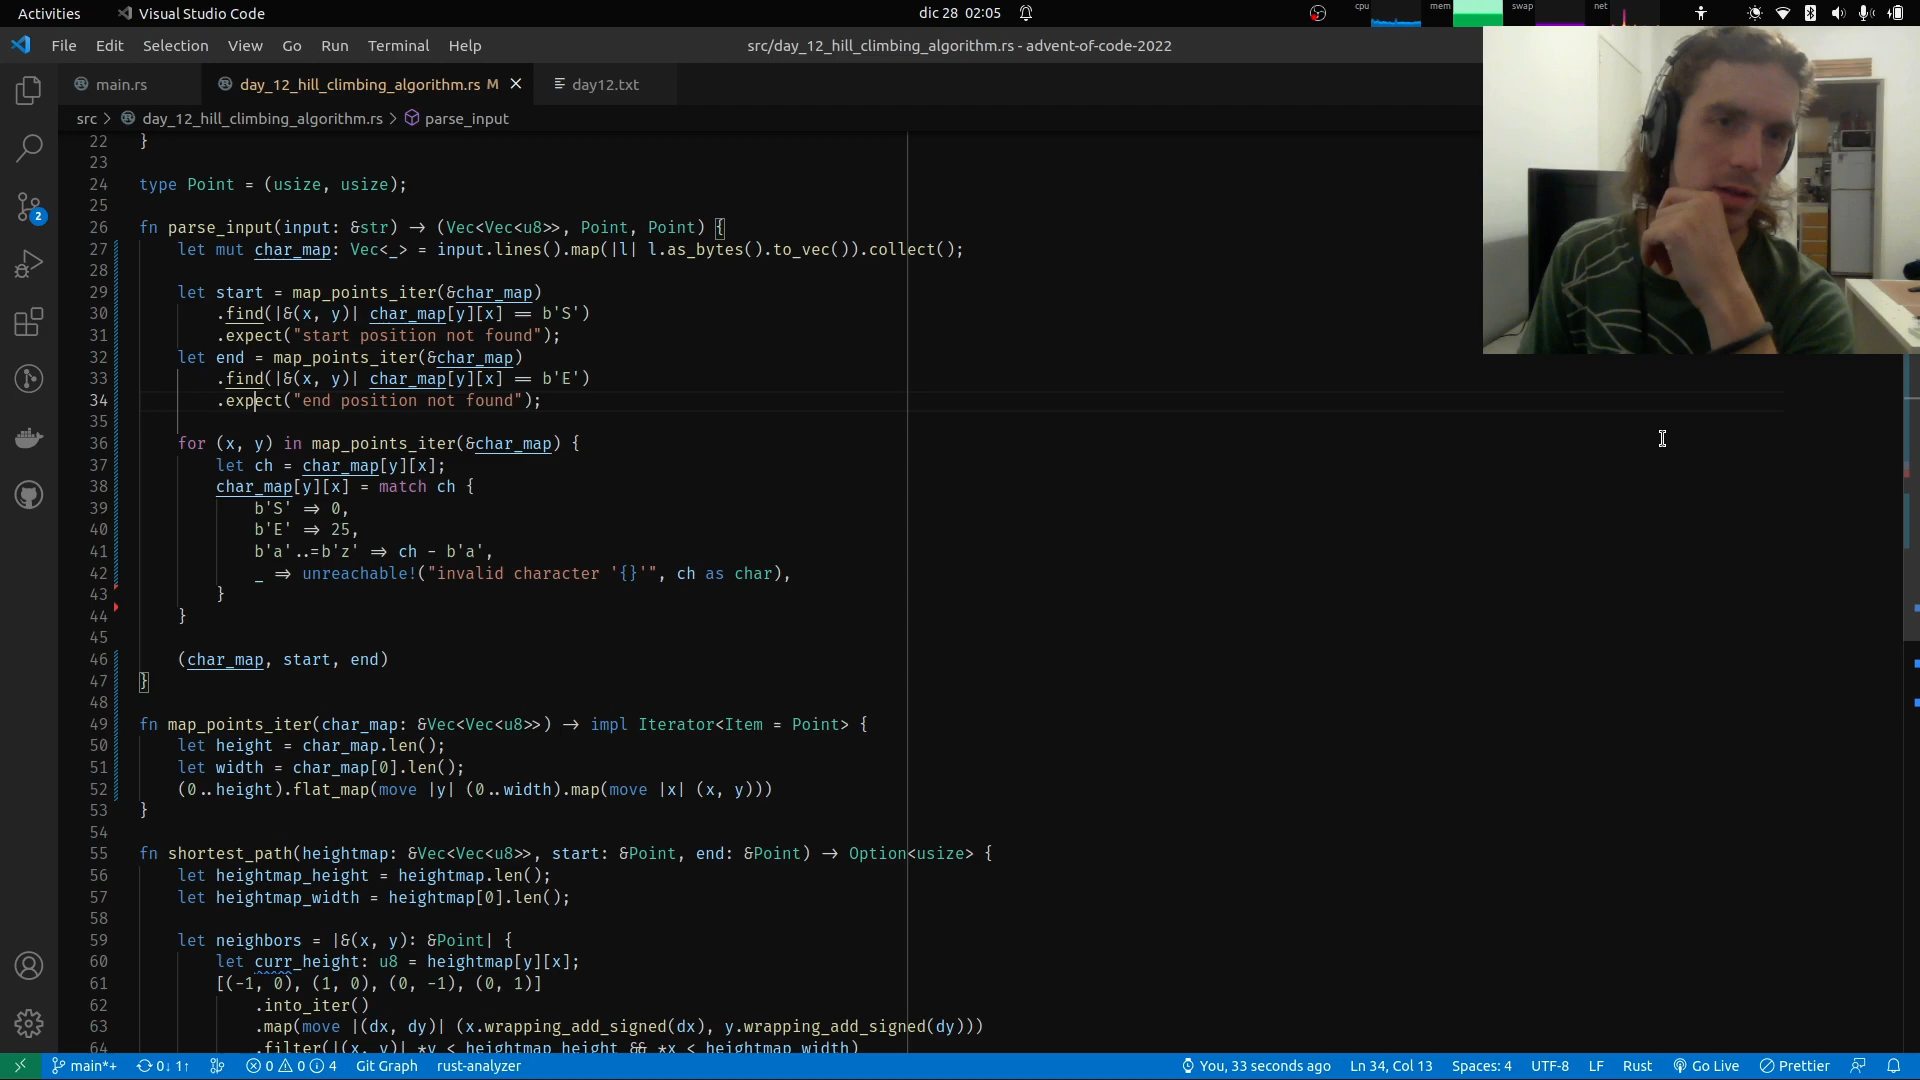 Activities Visual Studio Code dic 28 02:05 cpu mem swap net
File Edit Selection View Go Run Terminal Help src/day_12_hill_climbing_algorithm.rs - advent-of-code-2022
main.rs day_12_hill_climbing_algorithm.rs M day12.txt
src > day_12_hill_climbing_algorithm.rs > parse_input
22 }
23
24 type Point = (usize, usize);
25
26 fn parse_input(input: &str) → (Vec<Vec<u8>>, Point, Point) {
27 let mut char_map: Vec<_> = input.lines().map(|l| l.as_bytes().to_vec()).collect();
28
29 let start = map_points_iter(&char_map)
30 .find(|&(x, y)| char_map[y][x] == b'S')
31 .expect("start position not found");
32 let end = map_points_iter(&char_map)
33 .find(|&(x, y)| char_map[y][x] == b'E')
34 .expect("end position not found");
35
36 for (x, y) in map_points_iter(&char_map) {
37 let ch = char_map[y][x];
38 char_map[y][x] = match ch {
39 b'S' ⇒ 0,
40 b'E' ⇒ 25,
41 b'a'..=b'z' ⇒ ch - b'a',
42 _ ⇒ unreachable!("invalid character '{}'", ch as char),
43 }
44 }
45
46 (char_map, start, end)
47 }
48
49 fn map_points_iter(char_map: &Vec<Vec<u8>>) → impl Iterator<Item = Point> {
50 let height = char_map.len();
51 let width = char_map[0].len();
52 (0..height).flat_map(move |y| (0..width).map(move |x| (x, y)))
53 }
54
55 fn shortest_path(heightmap: &Vec<Vec<u8>>, start: &Point, end: &Point) → Option<usize> {
56 let heightmap_height = heightmap.len();
57 let heightmap_width = heightmap[0].len();
58
59 let neighbors = |&(x, y): &Point| {
60 let curr_height: u8 = heightmap[y][x];
61 [(-1, 0), (1, 0), (0, -1), (0, 1)]
62 .into_iter()
63 .map(move |(dx, dy)| (x.wrapping_add_signed(dx), y.wrapping_add_signed(dy)))
64 .filter(|(x, y)| *y < heightmap_height && *x < heightmap_width)
2
main*+ 0↓ 1↑ 0 0 4 Git Graph rust-analyzer You, 33 seconds ago Ln 34, Col 13 Spaces: 4 UTF-8 LF Rust Go Live Prettier